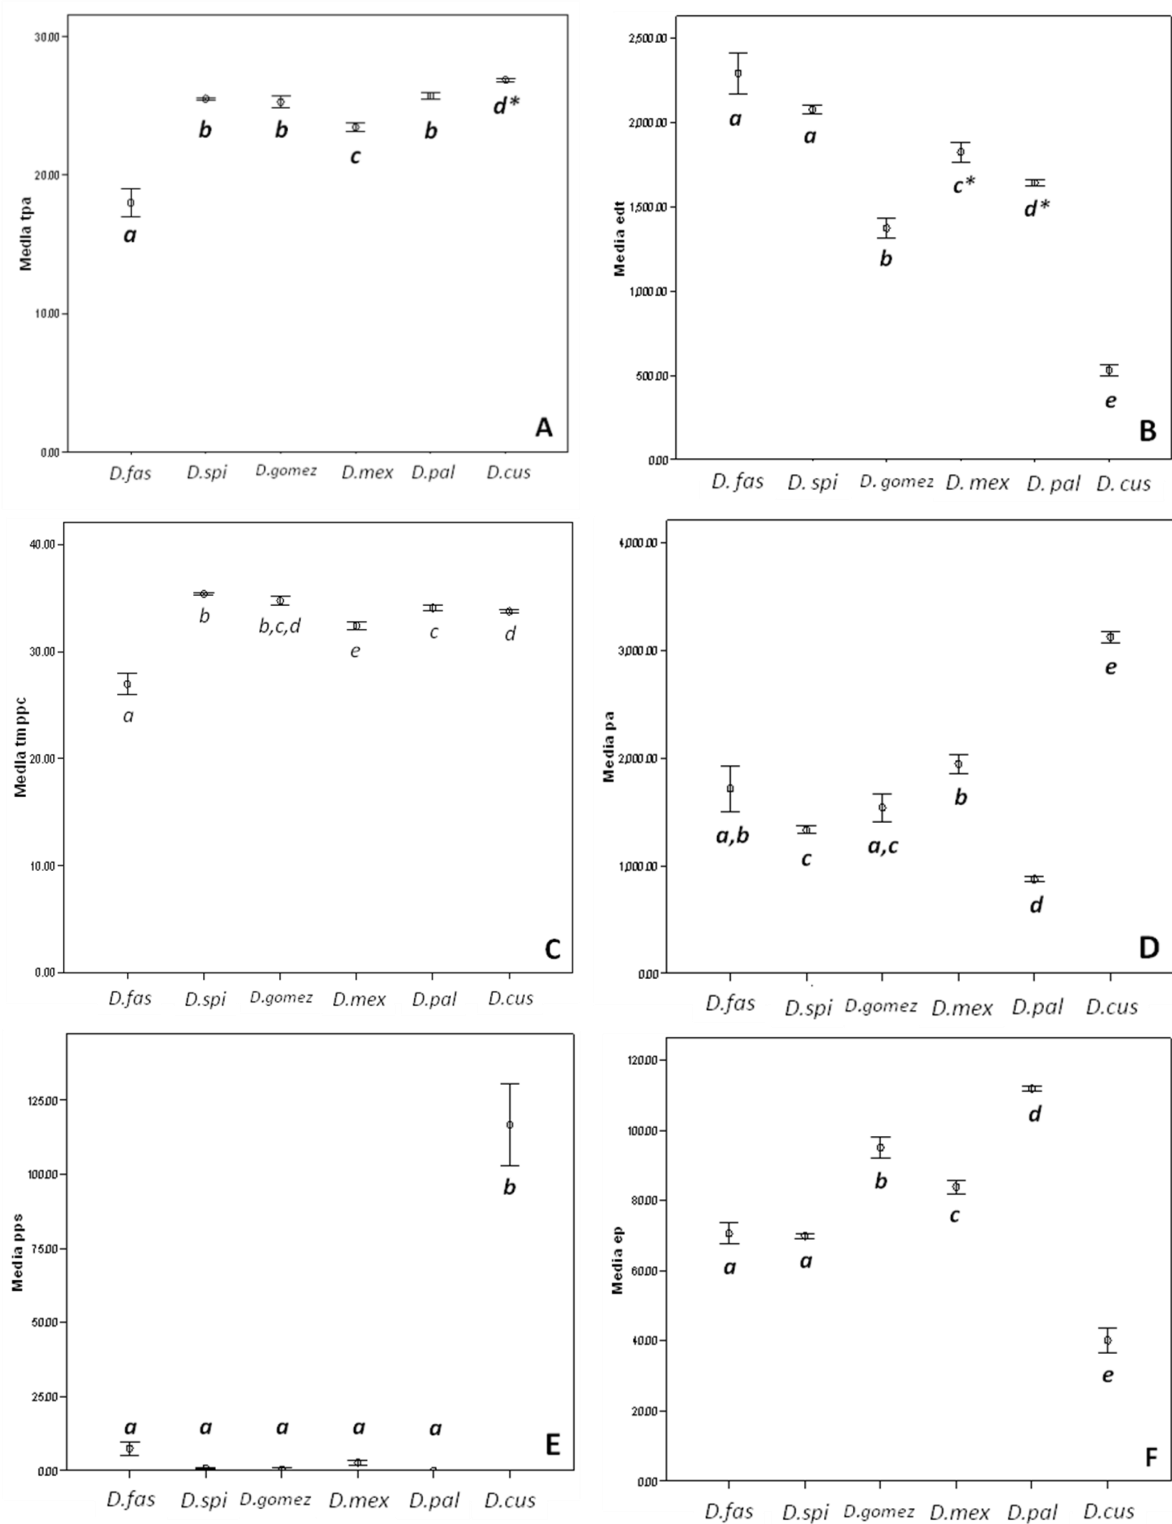 30.00
20.00
10.00
0.00
Media tpa
a
b
b
c
b
d*
A
D.fas D.spi D.gomez D.mex D.pal D.cus
2,500.00
2,000.00
1,500.00
1,000.00
500.00
0.00
Media edt
a
a
b
c*
d*
e
B
D. fas D. spi D. gomez D. mex D. pal D. cus
40.00
30.00
20.00
10.00
0.00
Media tmppc
a
b
b,c,d
e
c
d
C
D.fas D.spi D.gomez D.mex D.pal D.cus
4,000.00
3,000.00
2,000.00
1,000.00
0.00
Media pa
a,b
c
a,c
b
d
e
D
D.fas D.spi D.gomez D.mex D.pal D.cus
125.00
100.00
75.00
50.00
25.00
0.00
Media pps
a a a a a
b
E
D.fas D.spi D.gomez D.mex D.pal D.cus
120.00
100.00
80.00
60.00
40.00
20.00
0.00
Media ep
a
a
b
c
d
e
F
D.fas D.spi D.gomez D.mex D.pal D.cus